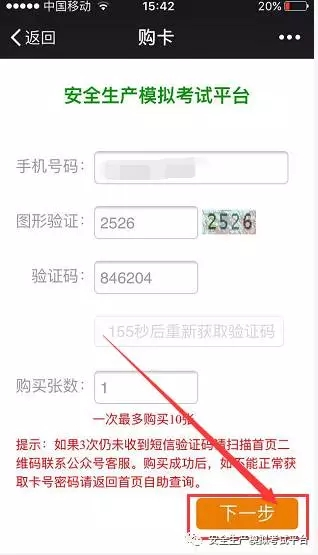 中国移动 15:42 20%
返回 购卡
安全生产模拟考试平台
手机号码：
图形验证： 2526 2526
验证码： 846204
155秒后重新获取验证码
购买张数： 1
一次最多购买10张
提示：如果3次仍未收到短信验证码请扫描首页二
维码联系公众号客服。购买成功后，如不能正常获
取卡号密码请返回首页自助查询。
下一步
安全生产模拟考试平台